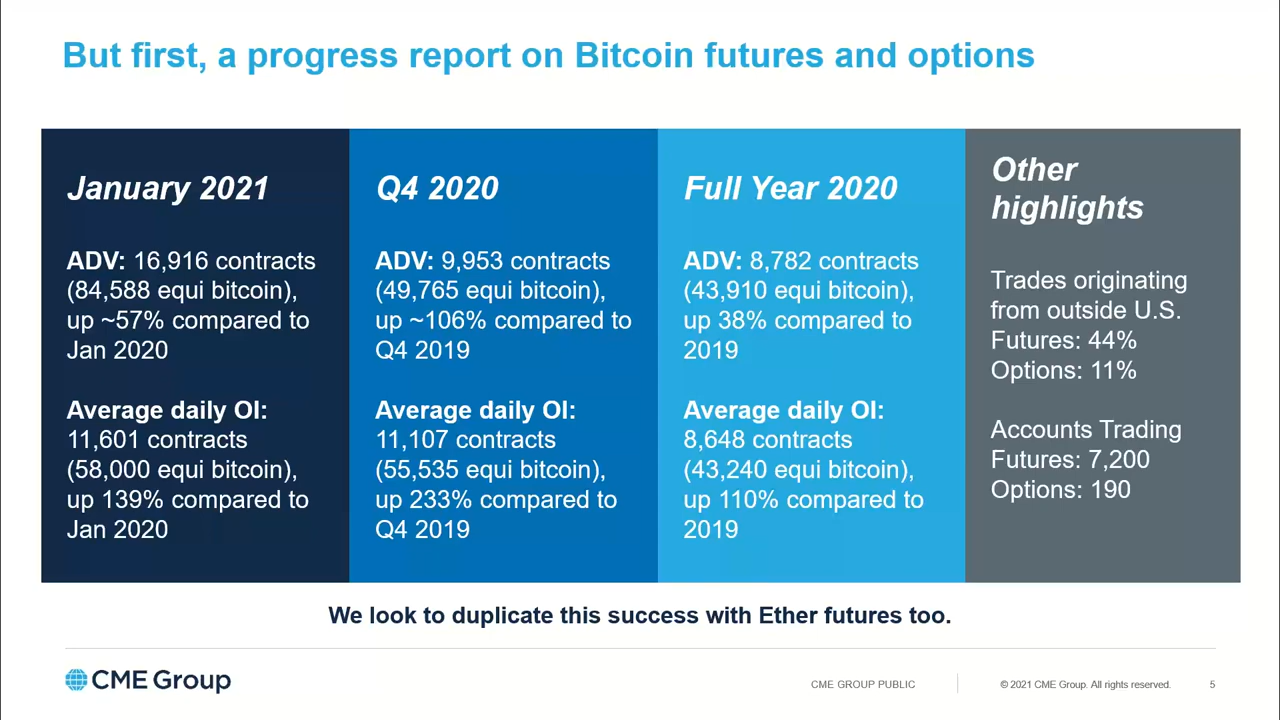 But first, a progress report on Bitcoin futures and options
January 2021
ADV: 16,916 contracts
(84,588 equi bitcoin),
up ~57% compared to
Jan 2020
Average daily OI:
11,601 contracts
(58,000 equi bitcoin),
up 139% compared to
Jan 2020
Q4 2020
ADV: 9,953 contracts
(49,765 equi bitcoin),
up ~106% compared to
Q4 2019
Average daily OI:
11,107 contracts
(55,535 equi bitcoin),
up 233% compared to
Q4 2019
Full Year 2020
ADV: 8,782 contracts
(43,910 equi bitcoin),
up 38% compared to
2019
Average daily OI:
8,648 contracts
(43,240 equi bitcoin),
up 110% compared to
2019
Other
highlights
Trades originating
from outside U.S.
Futures: 44%
Options: 11%
Accounts Trading
Futures: 7,200
Options: 190
We look to duplicate this success with Ether futures too.
CME Group
CME GROUP PUBLIC
© 2021 CME Group. All rights reserved.
5